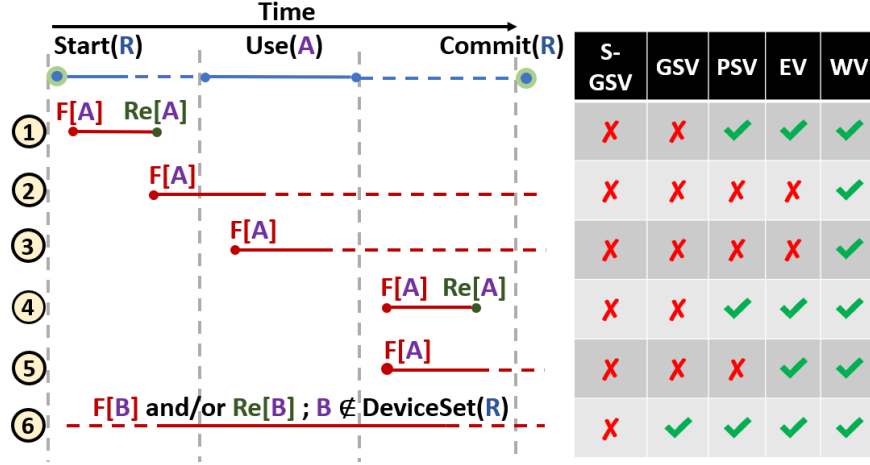 Time
Start(R) Use(A) Commit(R)
S-GSV GSV PSV EV WV
1 F[A] Re[A] ✗ ✗ ✓ ✓ ✓
2 F[A] ✗ ✗ ✗ ✗ ✓
3 F[A] ✗ ✗ ✗ ✗ ✓
4 F[A] Re[A] ✗ ✗ ✓ ✓ ✓
5 F[A] ✗ ✗ ✗ ✓ ✓
6 F[B] and/or Re[B] ; B ∉ DeviceSet(R) ✗ ✓ ✓ ✓ ✓